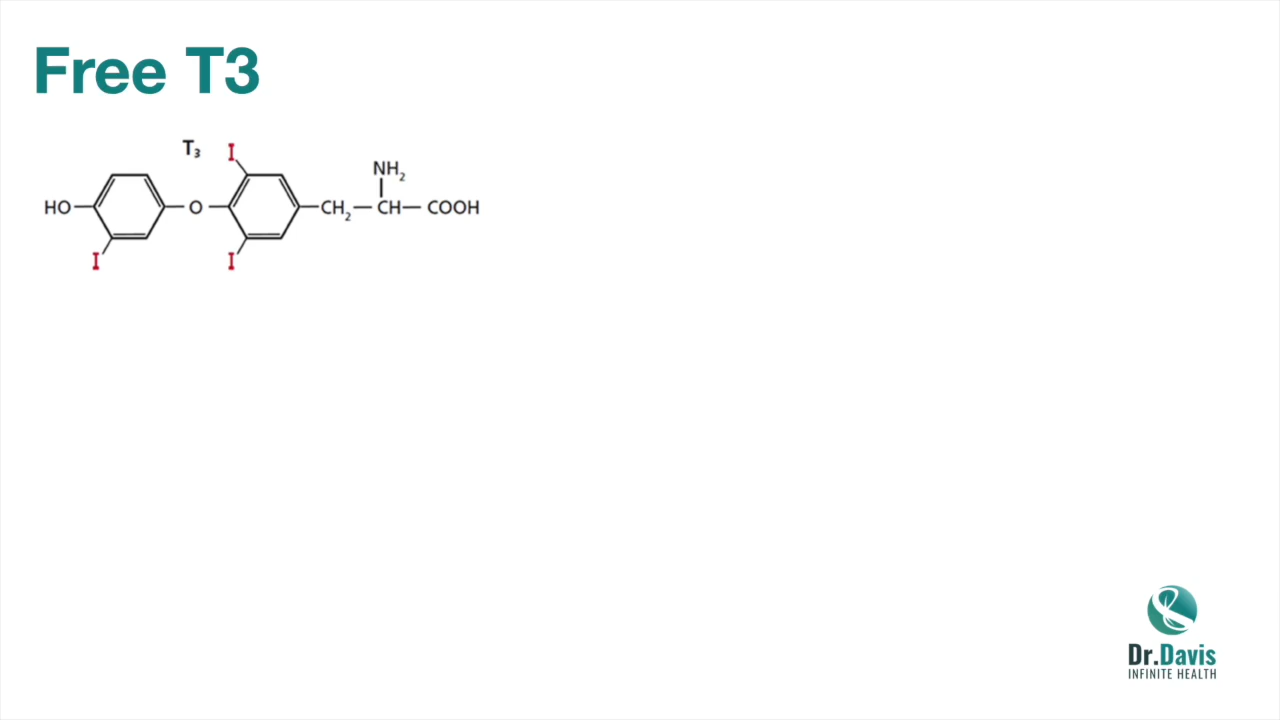 Free T3
T₃
I
NH₂
HO
O
CH₂
CH
COOH
I
I
Dr.Davis
INFINITE HEALTH